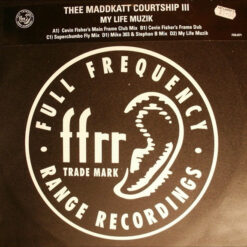 THEE MADDKATT COURTSHIP III
MY LIFE MUZIK
A1) Cevin Fisher's Main Frame Club Mix B1) Cevin Fisher's Frame Dub
C1) Superchumbo Fly Mix D1) Mike 303 & Stephan B Mix D2) My Life Muzik
FULL FREQUENCY
ffrr
TRADE MARK
RANGE RECORDINGS